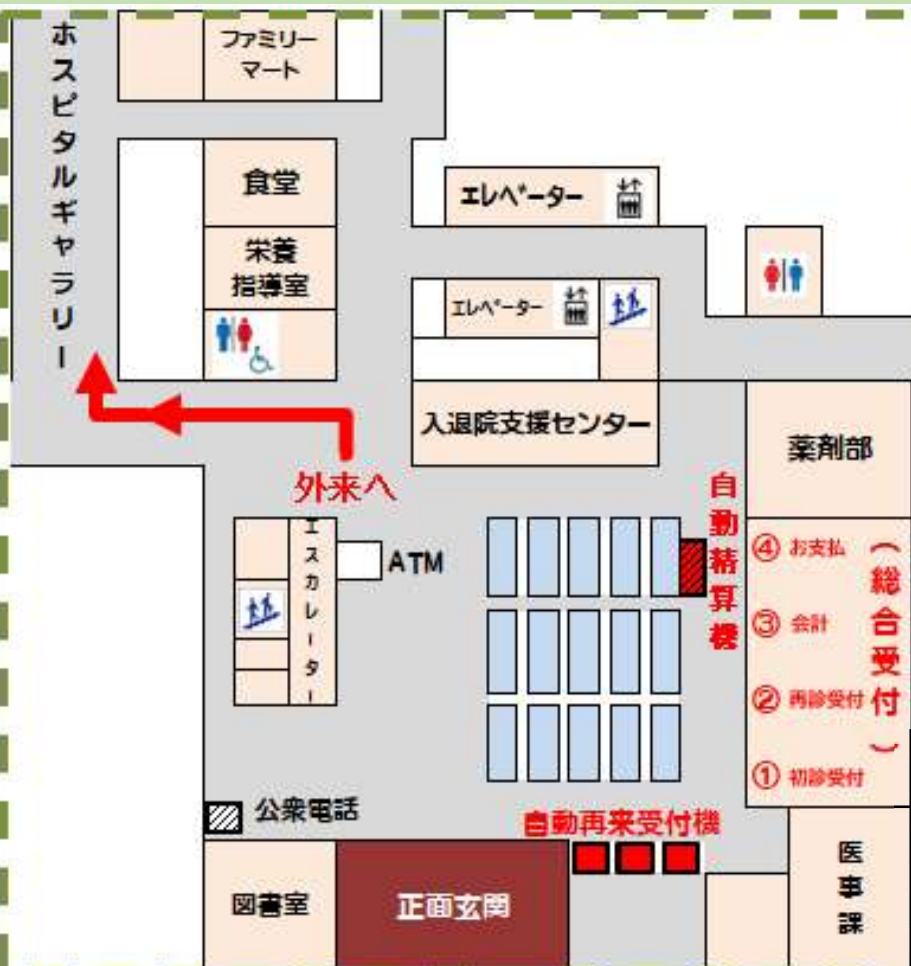 ホスピタルギャラリー
ファミリー
マート
食堂
栄養
指導室
エレベーター
エレベーター
入退院支援センター
薬剤部
外来へ
エスカレーター
ATM
自動精算機
④ お支払
③ 会計
② 再診受付
① 初診受付
（総合受付）
公衆電話
自動再来受付機
図書室
正面玄関
医事課